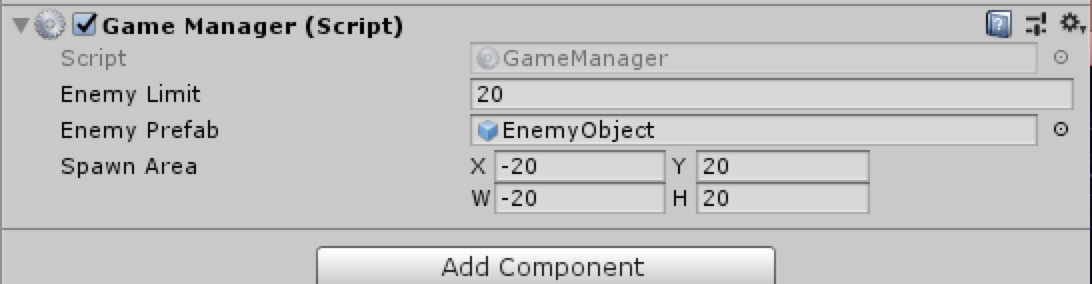 Game Manager (Script)
Script GameManager
Enemy Limit 20
Enemy Prefab EnemyObject
Spawn Area X -20 Y 20
W -20 H 20
Add Component